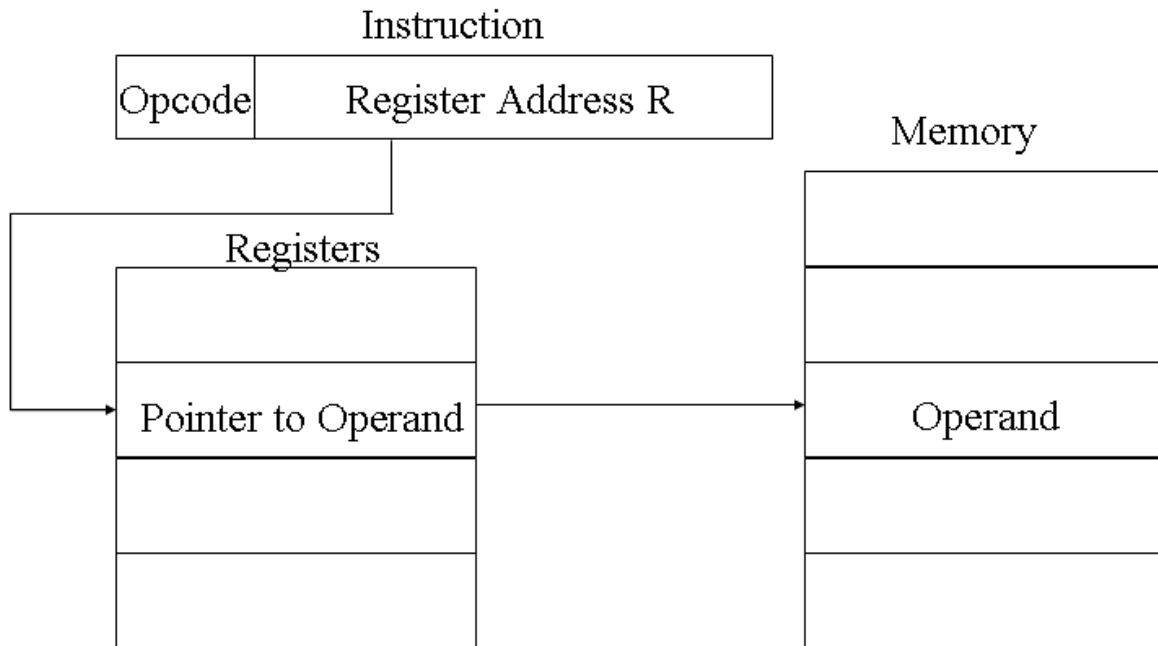 Instruction
Opcode
Register Address R
Memory
Registers
Pointer to Operand
Operand